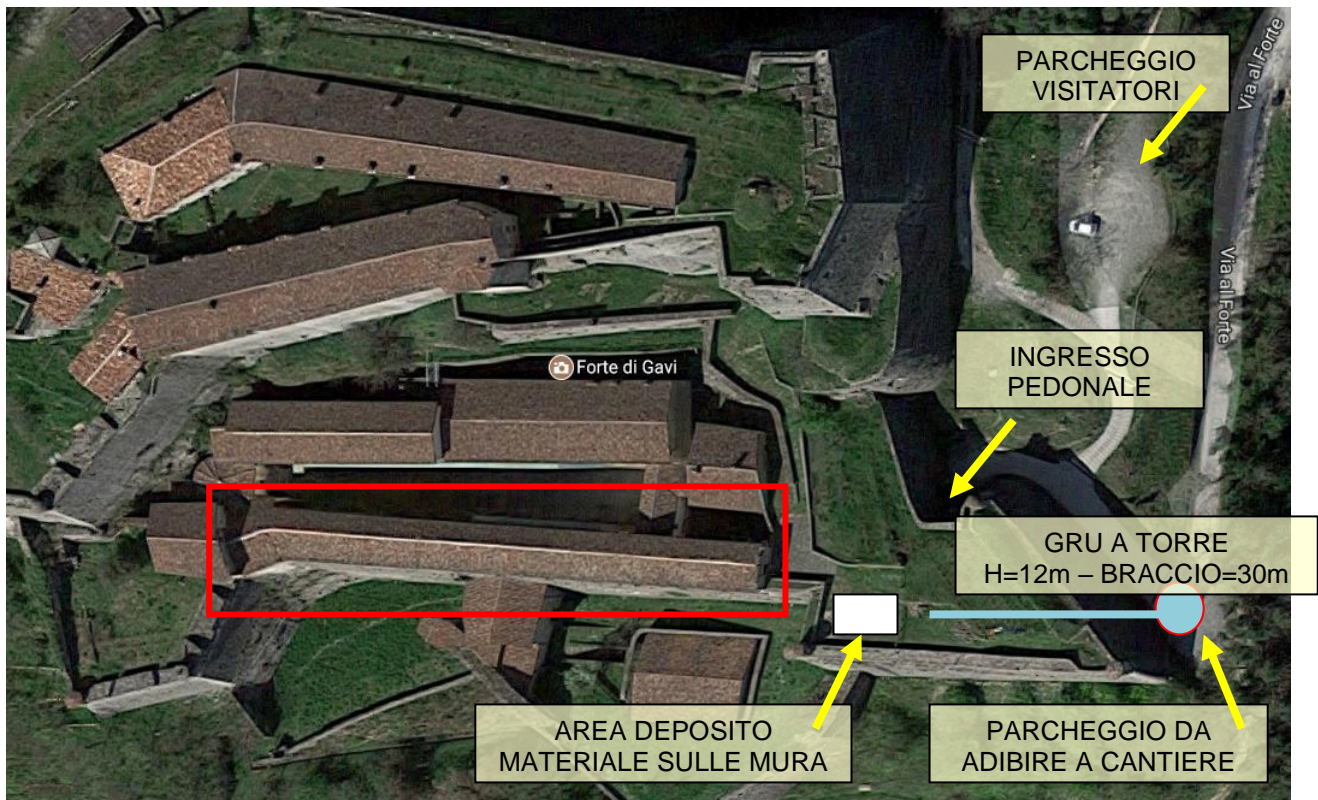 PARCHEGGIO
VISITATORI
Via al Forte
Via al Forte
Forte di Gavi
INGRESSO
PEDONALE
GRU A TORRE
H=12m – BRACCIO=30m
AREA DEPOSITO
MATERIALE SULLE MURA
PARCHEGGIO DA
ADIBIRE A CANTIERE